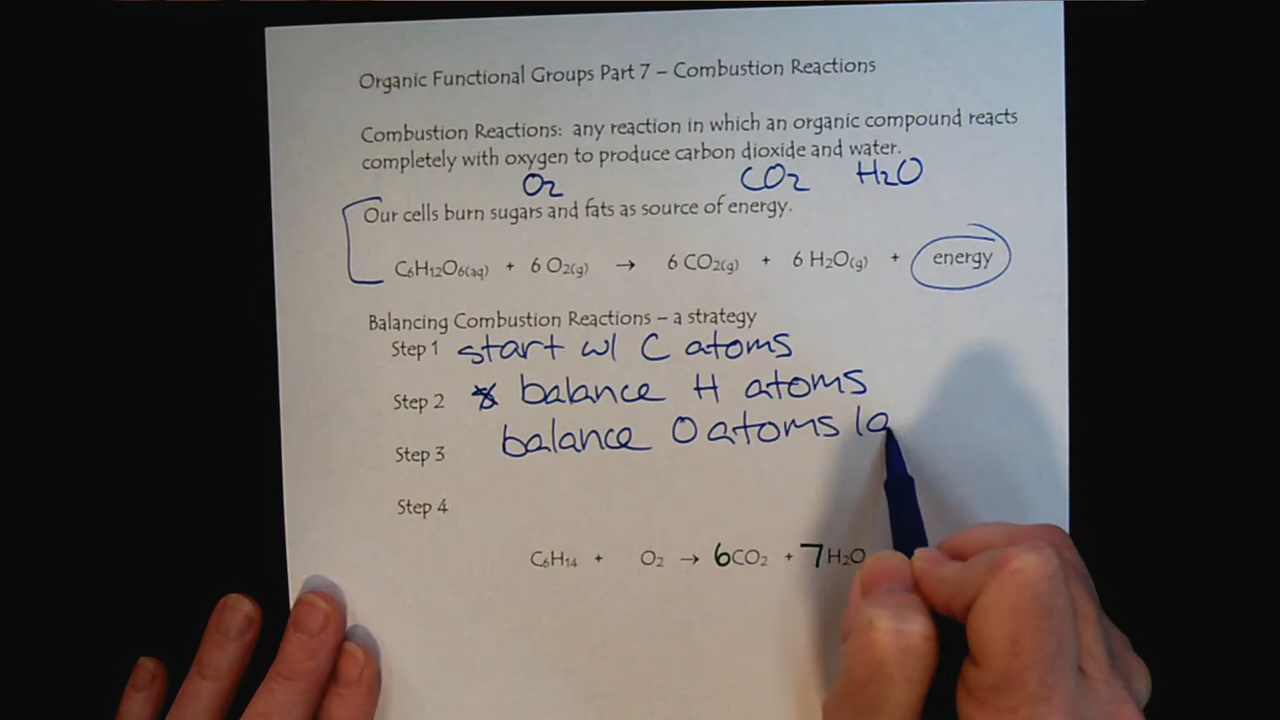 Organic Functional Groups Part 7 – Combustion Reactions
Combustion Reactions: any reaction in which an organic compound reacts
completely with oxygen to produce carbon dioxide and water.
O₂ CO₂ H₂O
Our cells burn sugars and fats as source of energy.
C₆H₁₂O₆(aq) + 6 O₂(g) → 6 CO₂(g) + 6 H₂O(g) + energy
Balancing Combustion Reactions – a strategy
Step 1 start w/ C atoms
Step 2 balance H atoms
Step 3 balance O atoms la
Step 4
C₆H₁₄ + O₂ → 6CO₂ + 7H₂O